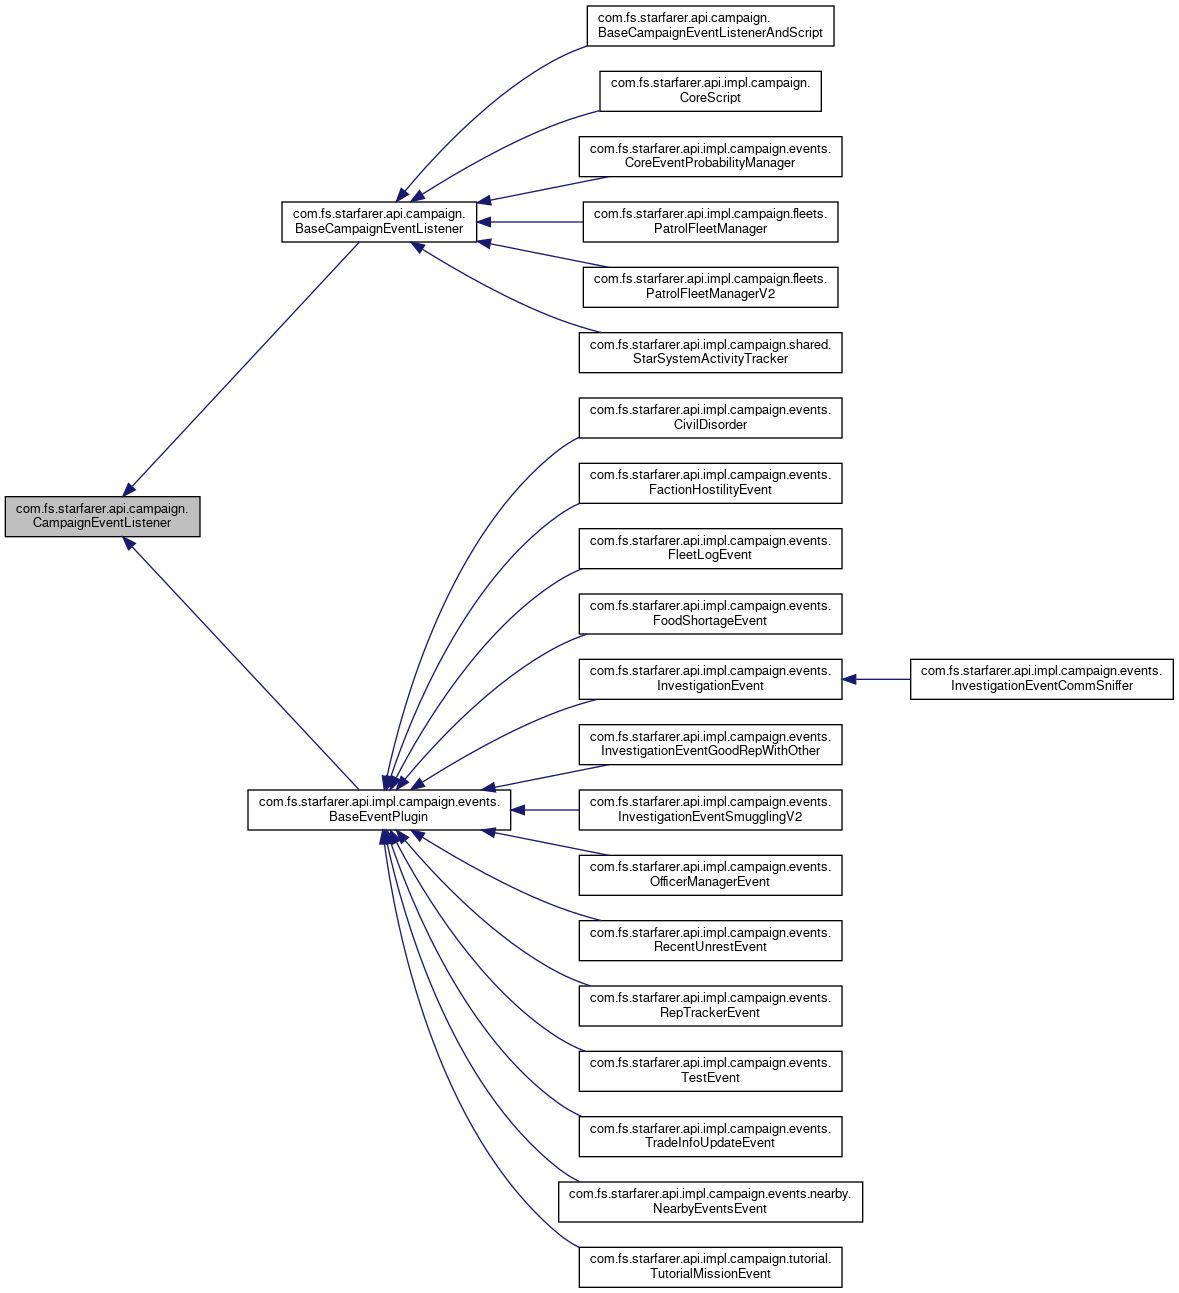 com.fs.starfarer.api.campaign.
BaseCampaignEventListenerAndScript
com.fs.starfarer.api.impl.campaign.
CoreScript
com.fs.starfarer.api.impl.campaign.events.
CoreEventProbabilityManager
com.fs.starfarer.api.campaign.
BaseCampaignEventListener
com.fs.starfarer.api.impl.campaign.fleets.
PatrolFleetManager
com.fs.starfarer.api.impl.campaign.fleets.
PatrolFleetManagerV2
com.fs.starfarer.api.impl.campaign.shared.
StarSystemActivityTracker
com.fs.starfarer.api.impl.campaign.events.
CivilDisorder
com.fs.starfarer.api.impl.campaign.events.
FactionHostilityEvent
com.fs.starfarer.api.campaign.
CampaignEventListener
com.fs.starfarer.api.impl.campaign.events.
FleetLogEvent
com.fs.starfarer.api.impl.campaign.events.
FoodShortageEvent
com.fs.starfarer.api.impl.campaign.events.
InvestigationEvent
com.fs.starfarer.api.impl.campaign.events.
InvestigationEventCommSniffer
com.fs.starfarer.api.impl.campaign.events.
InvestigationEventGoodRepWithOther
com.fs.starfarer.api.impl.campaign.events.
BaseEventPlugin
com.fs.starfarer.api.impl.campaign.events.
InvestigationEventSmugglingV2
com.fs.starfarer.api.impl.campaign.events.
OfficerManagerEvent
com.fs.starfarer.api.impl.campaign.events.
RecentUnrestEvent
com.fs.starfarer.api.impl.campaign.events.
RepTrackerEvent
com.fs.starfarer.api.impl.campaign.events.
TestEvent
com.fs.starfarer.api.impl.campaign.events.
TradeInfoUpdateEvent
com.fs.starfarer.api.impl.campaign.events.nearby.
NearbyEventsEvent
com.fs.starfarer.api.impl.campaign.tutorial.
TutorialMissionEvent